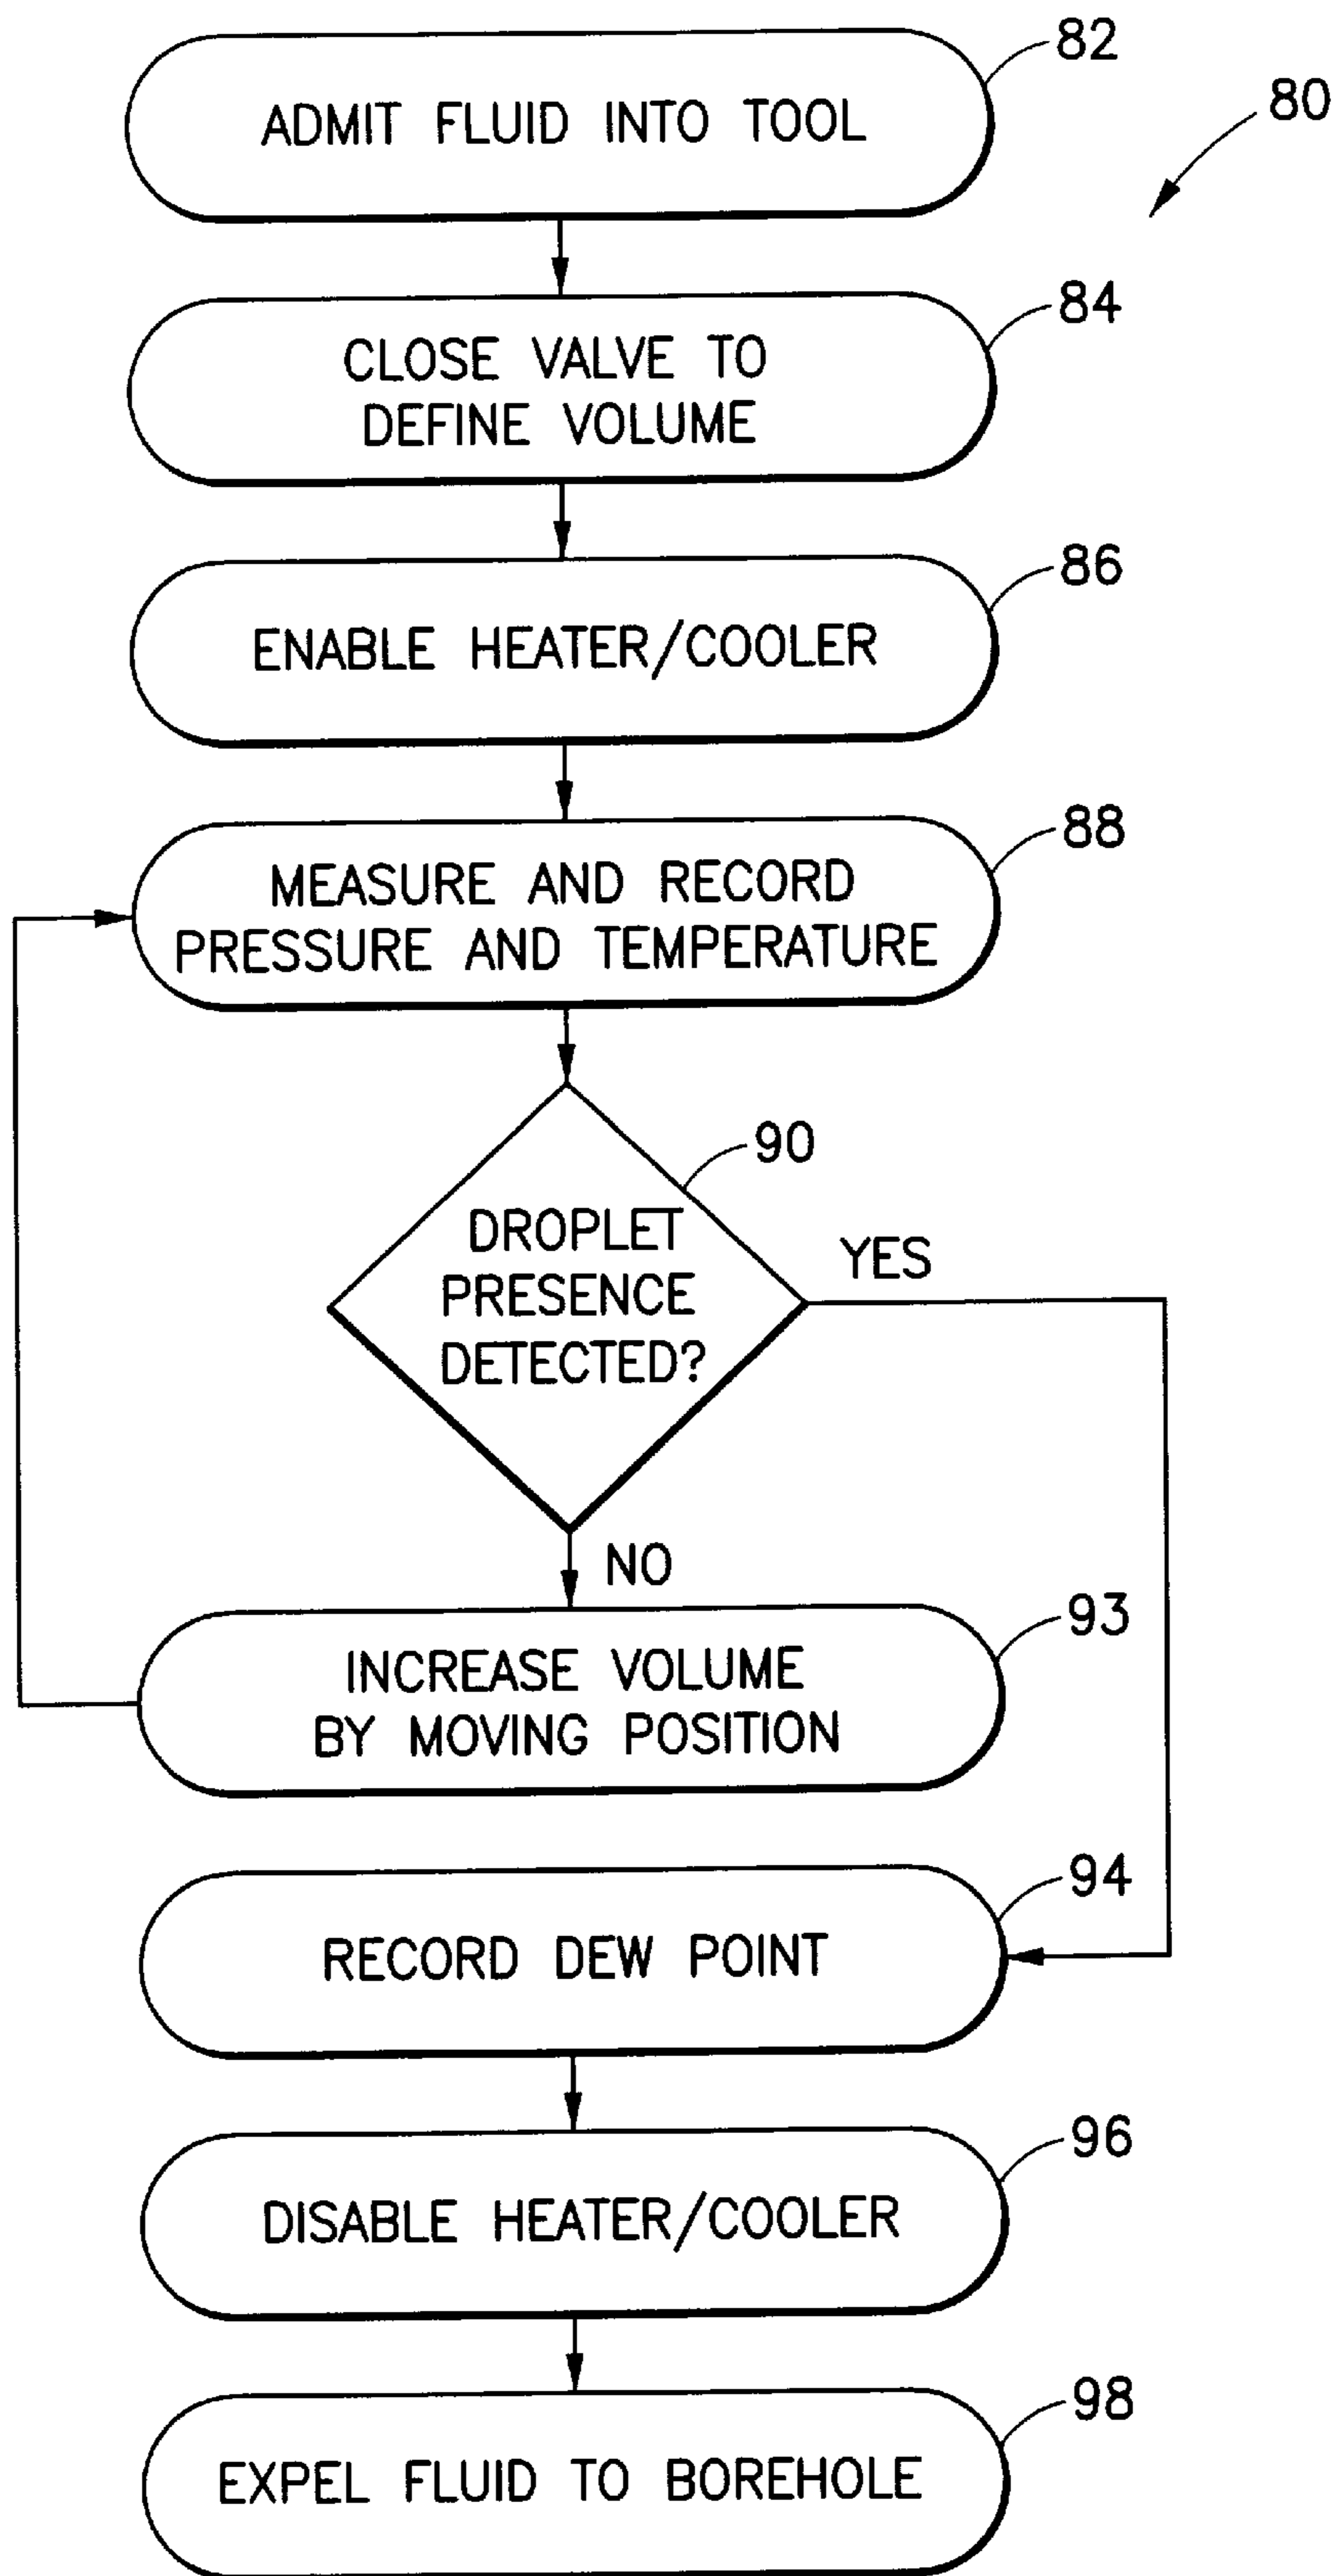 82
80
ADMIT FLUID INTO TOOL
84
CLOSE VALVE TO
DEFINE VOLUME
86
ENABLE HEATER/COOLER
88
MEASURE AND RECORD
PRESSURE AND TEMPERATURE
90
DROPLET
PRESENCE
DETECTED?
YES
NO
93
INCREASE VOLUME
BY MOVING POSITION
94
RECORD DEW POINT
96
DISABLE HEATER/COOLER
98
EXPEL FLUID TO BOREHOLE